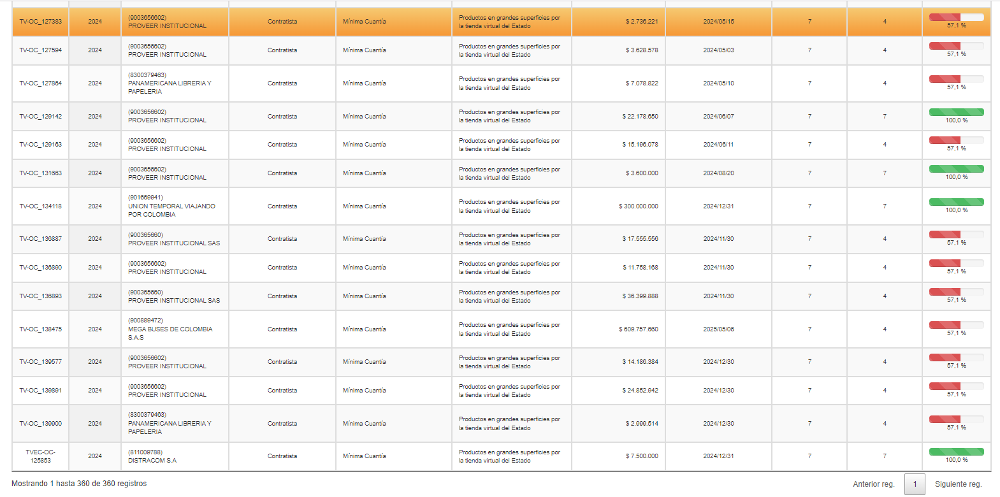 TV-OC_127383 2024 (9003656602) Contratista Mínima Cuantía Productos en grandes superficies por $ 2.736.221 2024/05/15 7 4
PROVEER INSTITUCIONAL la tienda virtual del Estado 57,1 %
TV-OC_127594 2024 (9003656602) Contratista Mínima Cuantía Productos en grandes superficies por $ 3.628.578 2024/05/03 7 4
PROVEER INSTITUCIONAL la tienda virtual del Estado 57,1 %
TV-OC_127864 2024 (8300379463) Contratista Mínima Cuantía Productos en grandes superficies por $ 7.078.822 2024/05/10 7 4
PANAMERICANA LIBRERIA Y la tienda virtual del Estado 57,1 %
PAPELERIA
TV-OC_129142 2024 (9003656602) Contratista Mínima Cuantía Productos en grandes superficies por $ 22.178.650 2024/06/07 7 7
PROVEER INSTITUCIONAL la tienda virtual del Estado 100,0 %
TV-OC_129163 2024 (9003656602) Contratista Mínima Cuantía Productos en grandes superficies por $ 15.196.078 2024/06/11 7 4
PROVEER INSTITUCIONAL la tienda virtual del Estado 57,1 %
TV-OC_131663 2024 (9003656602) Contratista Mínima Cuantía Productos en grandes superficies por $ 3.600.000 2024/08/20 7 7
PROVEER INSTITUCIONAL la tienda virtual del Estado 100,0 %
TV-OC_134118 2024 (901669941) Contratista Mínima Cuantía Productos en grandes superficies por $ 300.000.000 2024/12/31 7 7
UNION TEMPORAL VIAJANDO la tienda virtual del Estado 100,0 %
POR COLOMBIA
TV-OC_136887 2024 (900365660) Contratista Mínima Cuantía Productos en grandes superficies por $ 17.555.556 2024/11/30 7 4
PROVEER INSTITUCIONAL SAS la tienda virtual del Estado 57,1 %
TV-OC_136890 2024 (9003656602) Contratista Mínima Cuantía Productos en grandes superficies por $ 11.758.168 2024/11/30 7 4
PROVEER INSTITUCIONAL la tienda virtual del Estado 57,1 %
TV-OC_136893 2024 (900365660) Contratista Mínima Cuantía Productos en grandes superficies por $ 36.399.888 2024/11/30 7 4
PROVEER INSTITUCIONAL SAS la tienda virtual del Estado 57,1 %
TV-OC_138475 2024 (900889472) Contratista Mínima Cuantía Productos en grandes superficies por $ 609.757.660 2025/05/06 7 4
MEGA BUSES DE COLOMBIA la tienda virtual del Estado 57,1 %
S.A.S
TV-OC_139577 2024 (9003656602) Contratista Mínima Cuantía Productos en grandes superficies por $ 14.186.384 2024/12/30 7 4
PROVEER INSTITUCIONAL la tienda virtual del Estado 57,1 %
TV-OC_139891 2024 (9003656602) Contratista Mínima Cuantía Productos en grandes superficies por $ 24.852.942 2024/12/30 7 4
PROVEER INSTITUCIONAL la tienda virtual del Estado 57,1 %
TV-OC_139900 2024 (8300379463) Contratista Mínima Cuantía Productos en grandes superficies por $ 2.999.514 2024/12/30 7 4
PANAMERICANA LIBRERIA Y la tienda virtual del Estado 57,1 %
PAPELERIA
TVEC-OC- 2024 (811009788) Contratista Mínima Cuantía Productos en grandes superficies por $ 7.500.000 2024/12/31 7 7
125853 DISTRACOM S.A la tienda virtual del Estado 100,0 %
Mostrando 1 hasta 360 de 360 registros Anterior reg. 1 Siguiente reg.